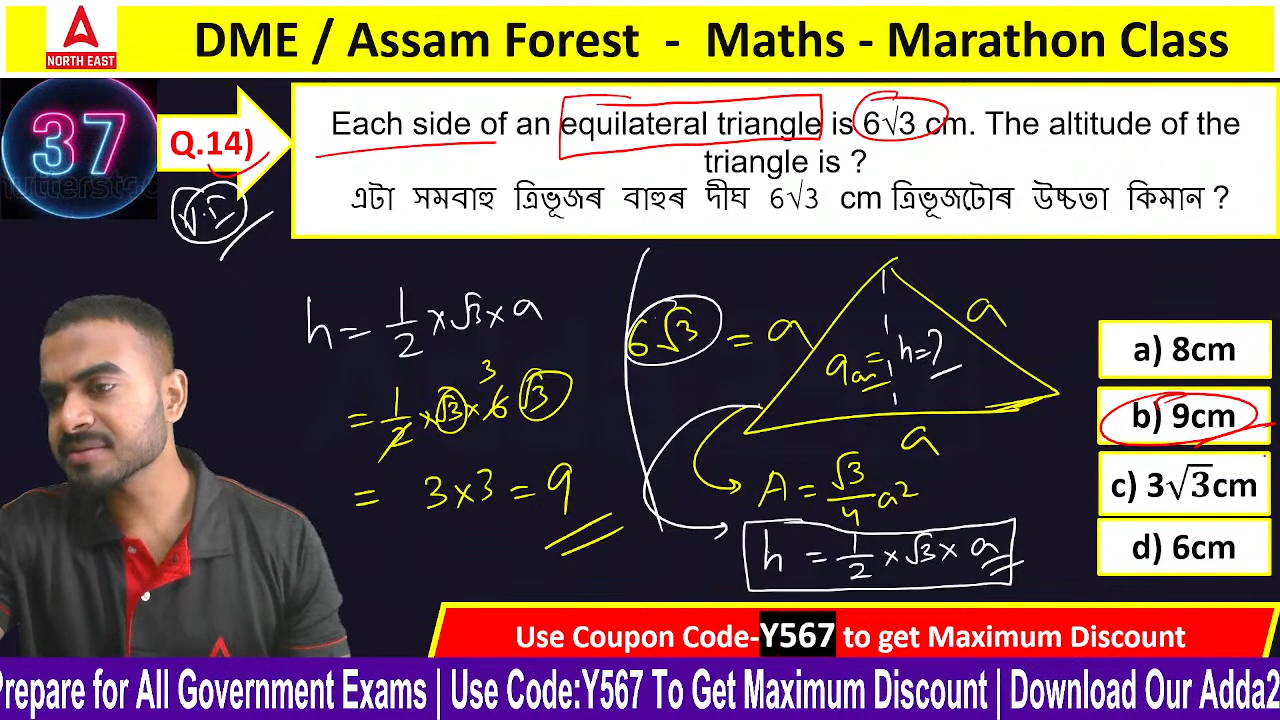 DME / Assam Forest - Maths - Marathon Class
NORTH EAST
37
Q.14)
Each side of an equilateral triangle is 6√3 cm. The altitude of the
triangle is ?
এটা সমবাহু ত্ৰিভূজৰ বাহুৰ দীঘ 6√3 cm ত্ৰিভূজটোৰ উচ্চতা কিমান ?
h = 1/2 × √3 × a
= 1/2 × √3 × 6 √3
3
= 3 × 3 = 9
6√3 = a
a
h = ?
a
A = √3/4 a²
h = 1/2 × √3 × a
a) 8cm
b) 9cm
c) 3√3cm
d) 6cm
Use Coupon Code-Y567 to get Maximum Discount
Prepare for All Government Exams | Use Code:Y567 To Get Maximum Discount | Download Our Adda2